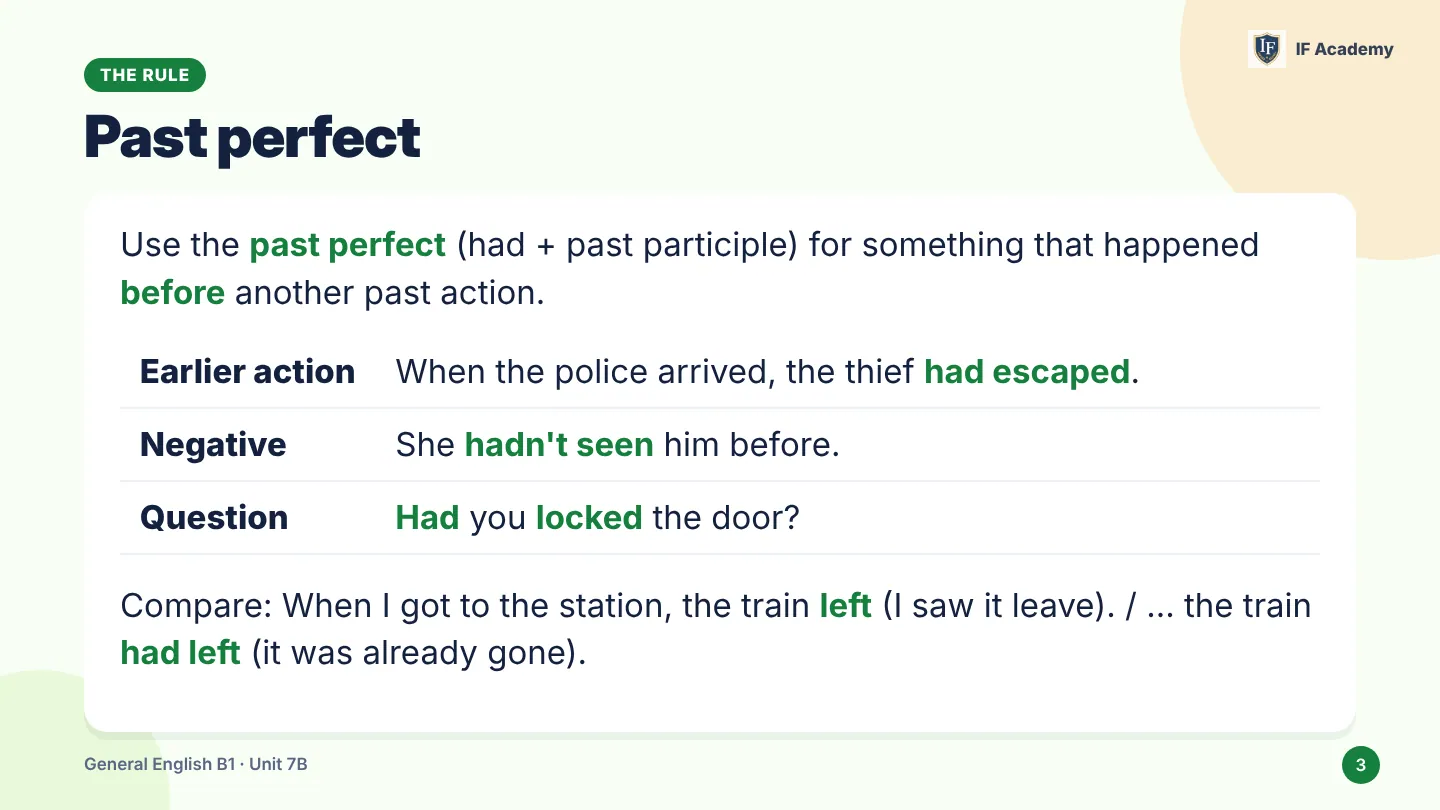 IF
IF Academy
THE RULE
Past perfect
Use the past perfect (had + past participle) for something that happened
before another past action.
Earlier action When the police arrived, the thief had escaped.
Negative She hadn't seen him before.
Question Had you locked the door?
Compare: When I got to the station, the train left (I saw it leave). / ... the train
had left (it was already gone).
General English B1 · Unit 7B
3